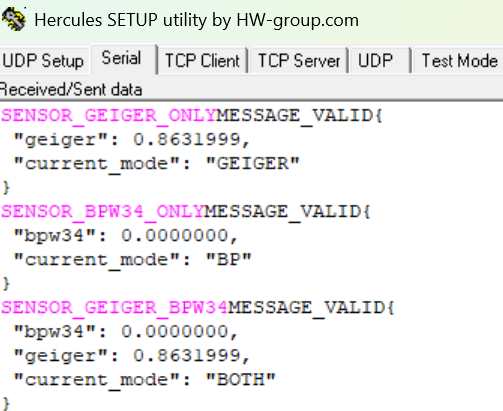 Hercules SETUP utility by HW-group.com
UDP Setup Serial TCP Client TCP Server UDP Test Mode
Received/Sent data
SENSOR_GEIGER_ONLYMESSAGE_VALID{
"geiger": 0.8631999,
"current_mode": "GEIGER"
}
SENSOR_BPW34_ONLYMESSAGE_VALID{
"bpw34": 0.0000000,
"current_mode": "BP"
}
SENSOR_GEIGER_BPW34MESSAGE_VALID{
"bpw34": 0.0000000,
"geiger": 0.8631999,
"current_mode": "BOTH"
}